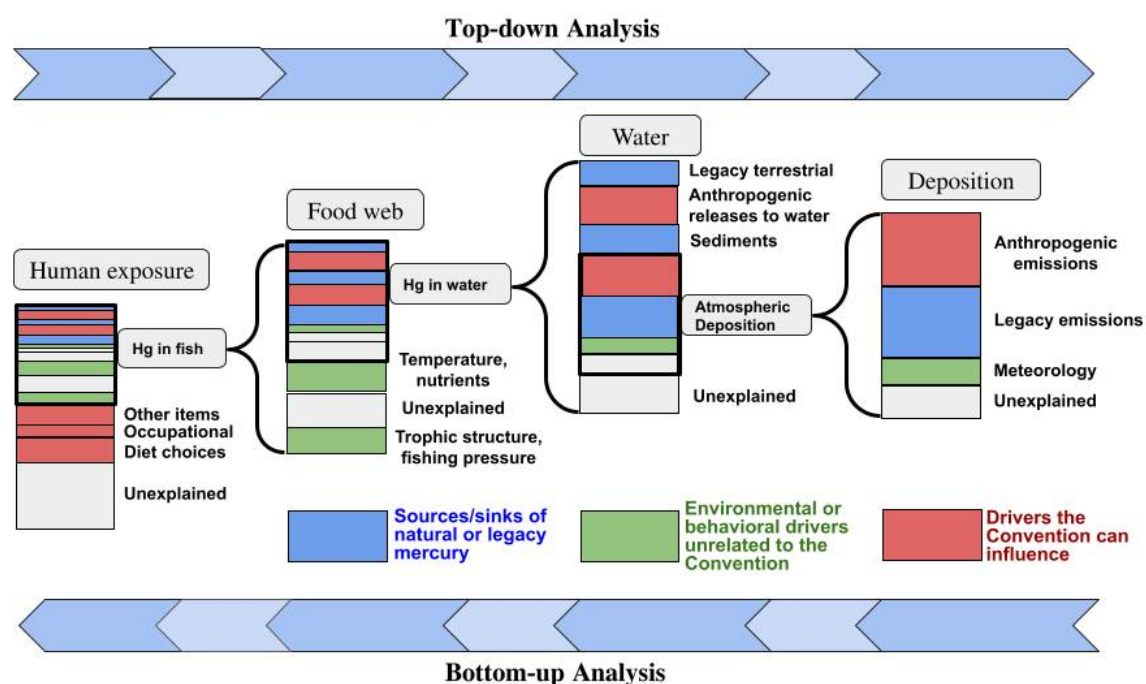 Top-down Analysis
Human exposure
Hg in fish
Other items
Occupational
Diet choices
Unexplained
Food web
Hg in water
Temperature,
nutrients
Unexplained
Trophic structure,
fishing pressure
Water
Legacy terrestrial
Anthropogenic
releases to water
Sediments
Atmospheric
Deposition
Unexplained
Deposition
Anthropogenic
emissions
Legacy emissions
Meteorology
Unexplained
Sources/sinks of
natural or legacy
mercury
Environmental or
behavioral drivers
unrelated to the
Convention
Drivers the
Convention can
influence
Bottom-up Analysis